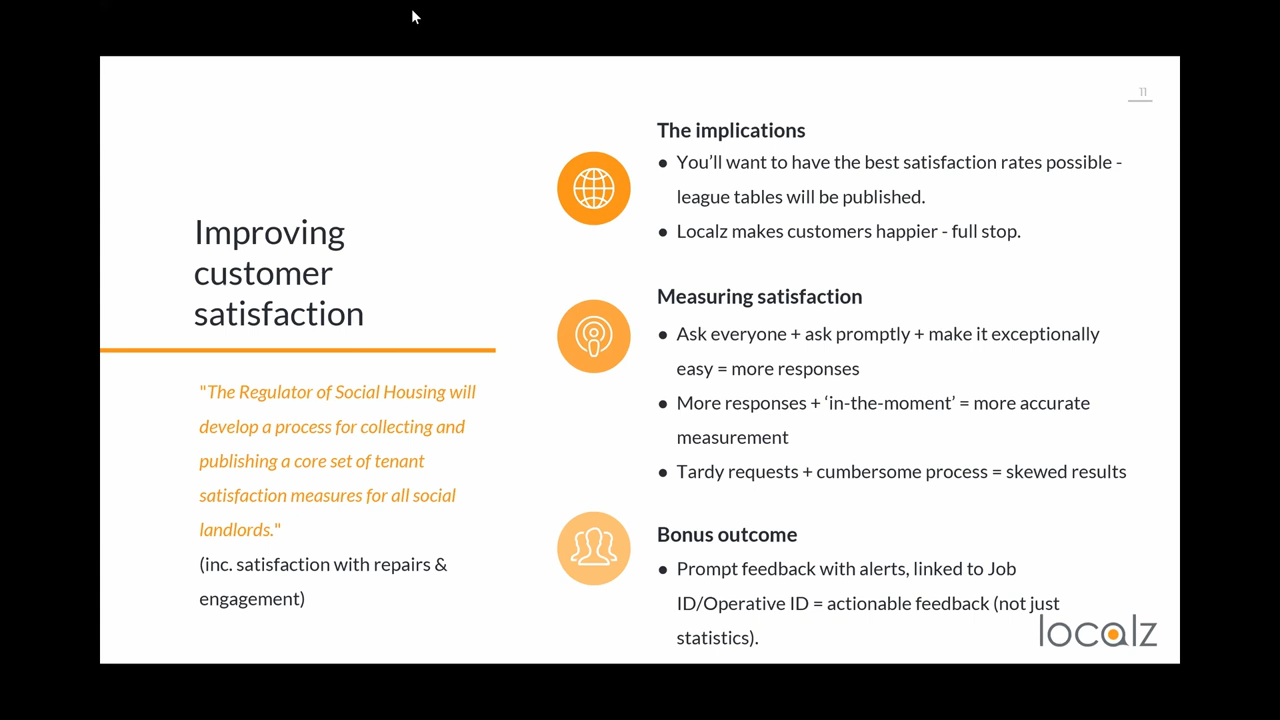 11
Improving
customer
satisfaction
"The Regulator of Social Housing will
develop a process for collecting and
publishing a core set of tenant
satisfaction measures for all social
landlords."
(inc. satisfaction with repairs &
engagement)
The implications
● You’ll want to have the best satisfaction rates possible -
league tables will be published.
● Localz makes customers happier - full stop.
Measuring satisfaction
● Ask everyone + ask promptly + make it exceptionally
easy = more responses
● More responses + ‘in-the-moment’ = more accurate
measurement
● Tardy requests + cumbersome process = skewed results
Bonus outcome
● Prompt feedback with alerts, linked to Job
ID/Operative ID = actionable feedback (not just
statistics).
localz